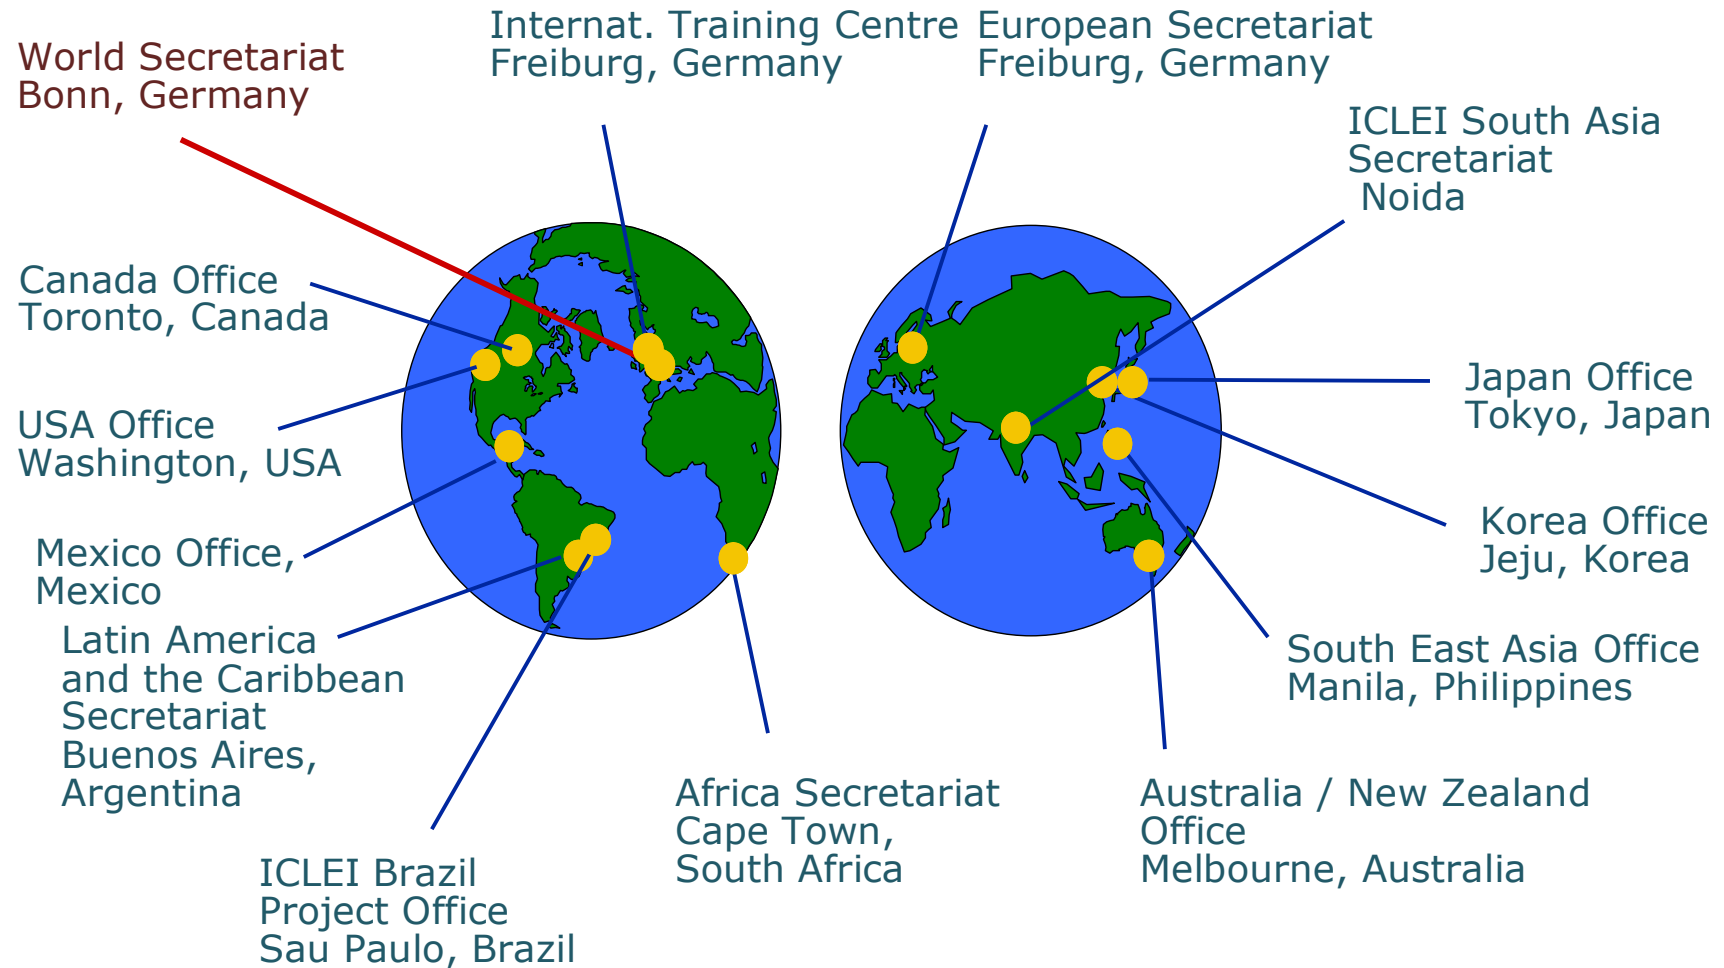 World Secretariat
Bonn, Germany
Internat. Training Centre
Freiburg, Germany
European Secretariat
Freiburg, Germany
ICLEI South Asia
Secretariat
Noida
Canada Office
Toronto, Canada
USA Office
Washington, USA
Japan Office
Tokyo, Japan
Mexico Office,
Mexico
Korea Office
Jeju, Korea
Latin America
and the Caribbean
Secretariat
Buenos Aires,
Argentina
South East Asia Office
Manila, Philippines
ICLEI Brazil
Project Office
Sau Paulo, Brazil
Africa Secretariat
Cape Town,
South Africa
Australia / New Zealand
Office
Melbourne, Australia